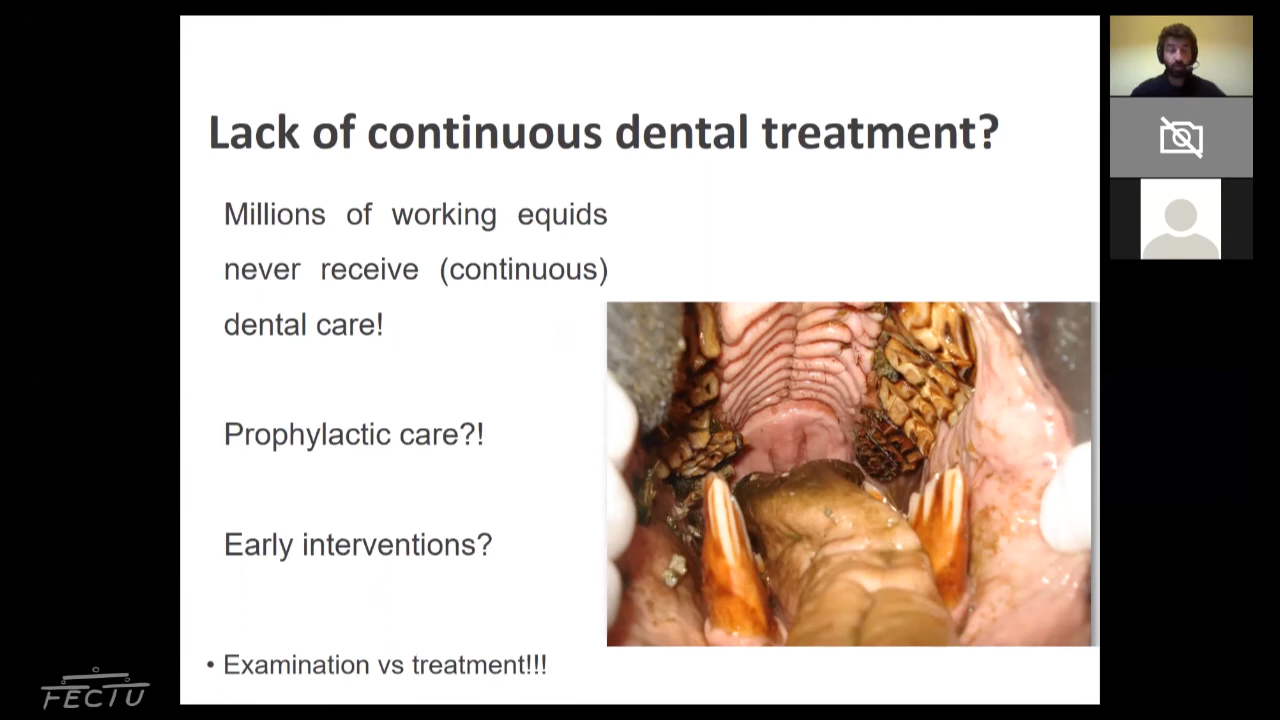 Lack of continuous dental treatment?
Millions of working equids
never receive (continuous)
dental care!
Prophylactic care?!
Early interventions?
• Examination vs treatment!!!
FECTU